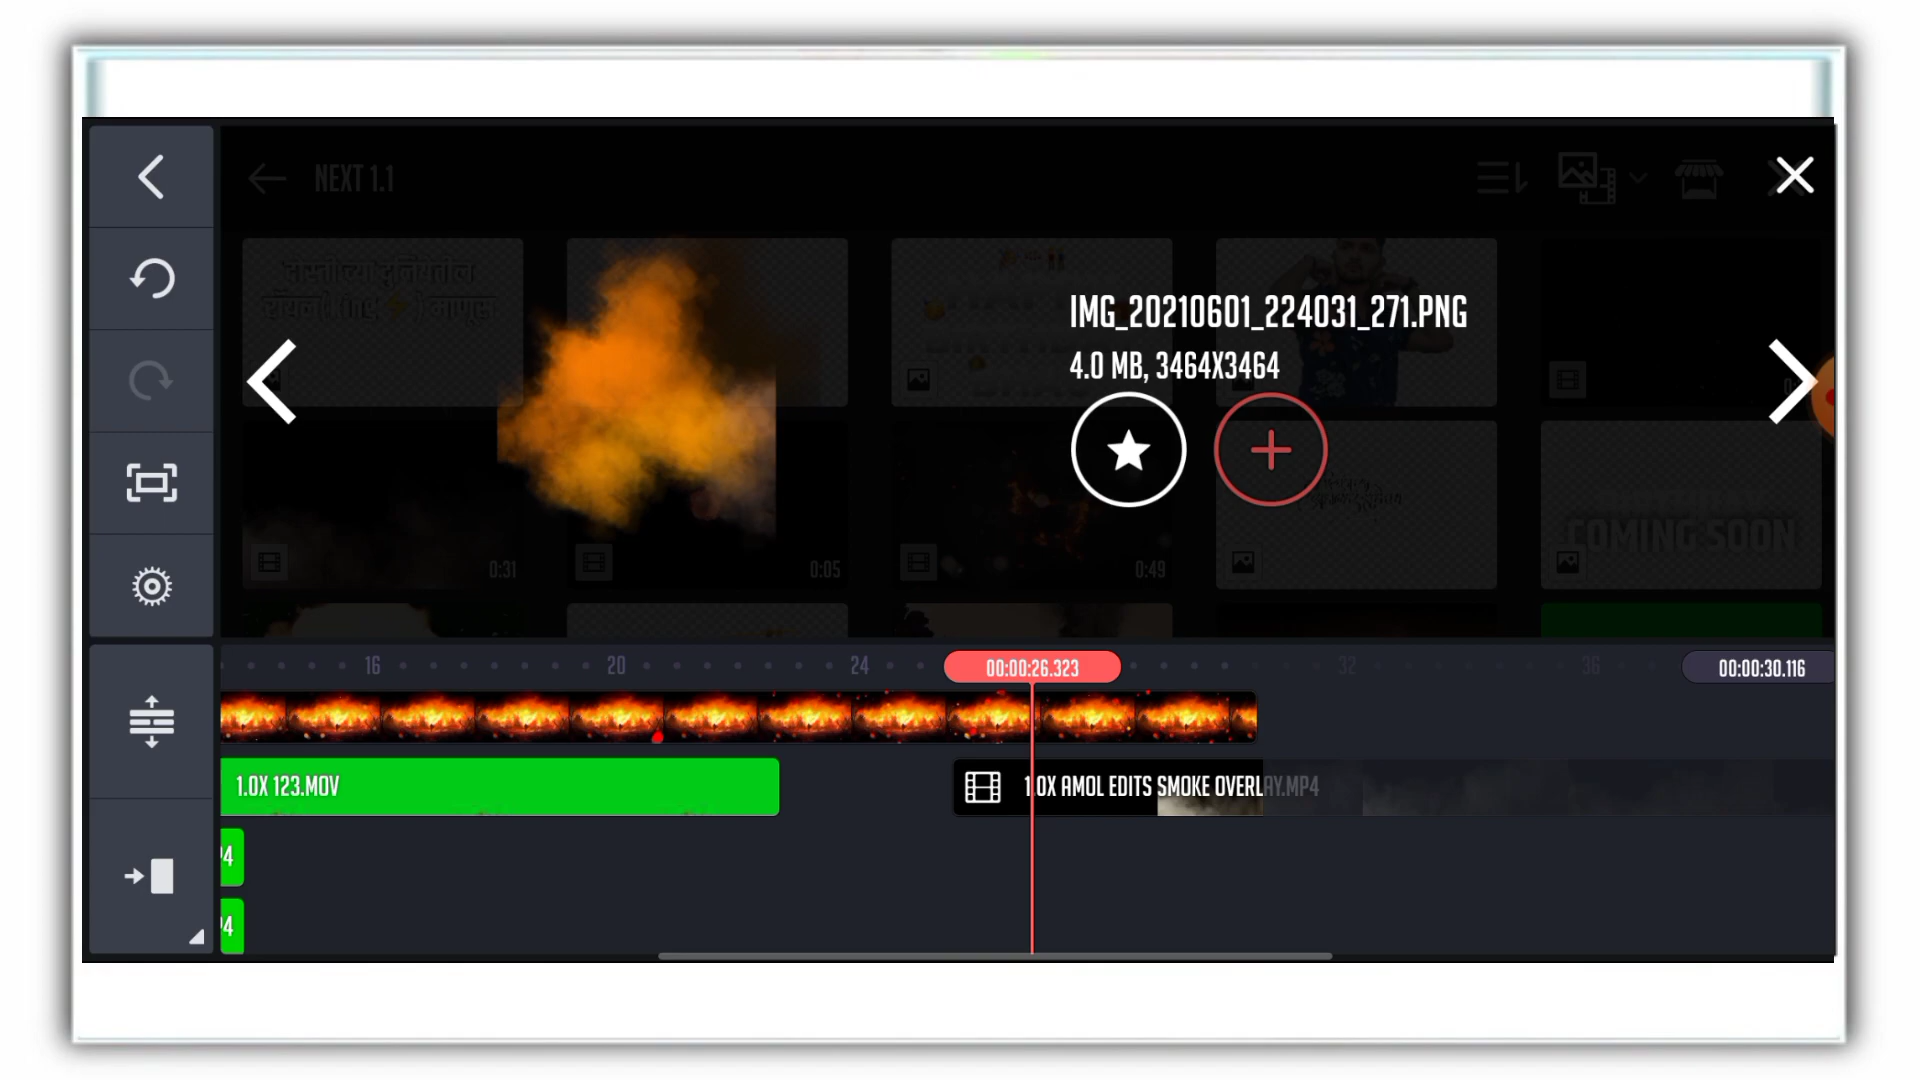 NEXT 1.1
IMG_20210601_224031_271.PNG
4.0 MB, 3464X3464
0:31
0:05
0:49
COMING SOON
16
20
24
00:00:26.323
32
36
00:00:30.116
1.0X 123.MOV
1.0X AMOL EDITS SMOKE OVERLAY.MP4